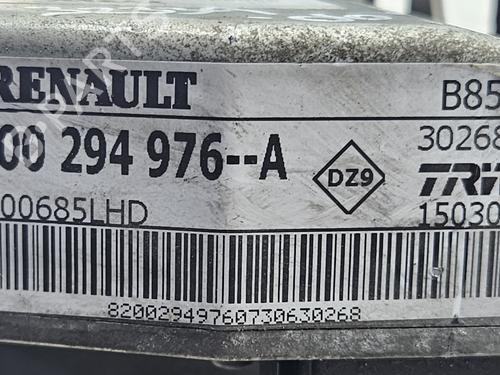 RENAULT B85
00 294 976--A 30268
DZ9 TRW
00685LHD 15030
82002949760730630268